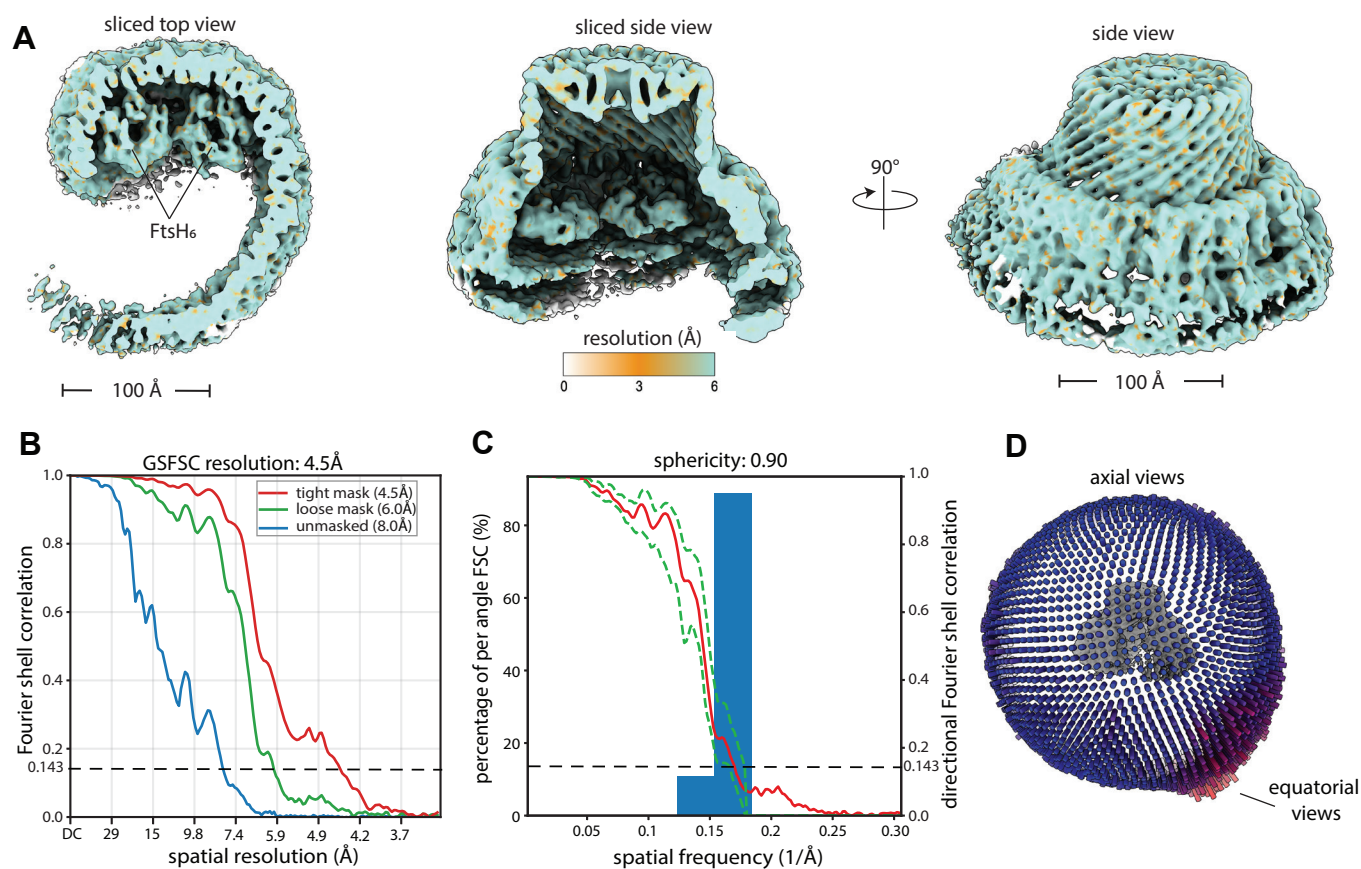 A
sliced top view
FtsH₆
100 Å
sliced side view
resolution (Å)
0 3 6
90°
side view
100 Å
B
GSFSC resolution: 4.5Å
Fourier shell correlation
1.0
0.8
0.6
0.4
0.2
0.143
0.0
tight mask (4.5Å)
loose mask (6.0Å)
unmasked (8.0Å)
DC 29 15 9.8 7.4 5.9 4.9 4.2 3.7
spatial resolution (Å)
C
sphericity: 0.90
percentage of per angle FSC (%)
80
60
40
20
0
1.0
0.8
0.6
0.4
0.2
0.143
0.0
directional Fourier shell correlation
0.05 0.1 0.15 0.2 0.25 0.30
spatial frequency (1/Å)
D
axial views
equatorial
views